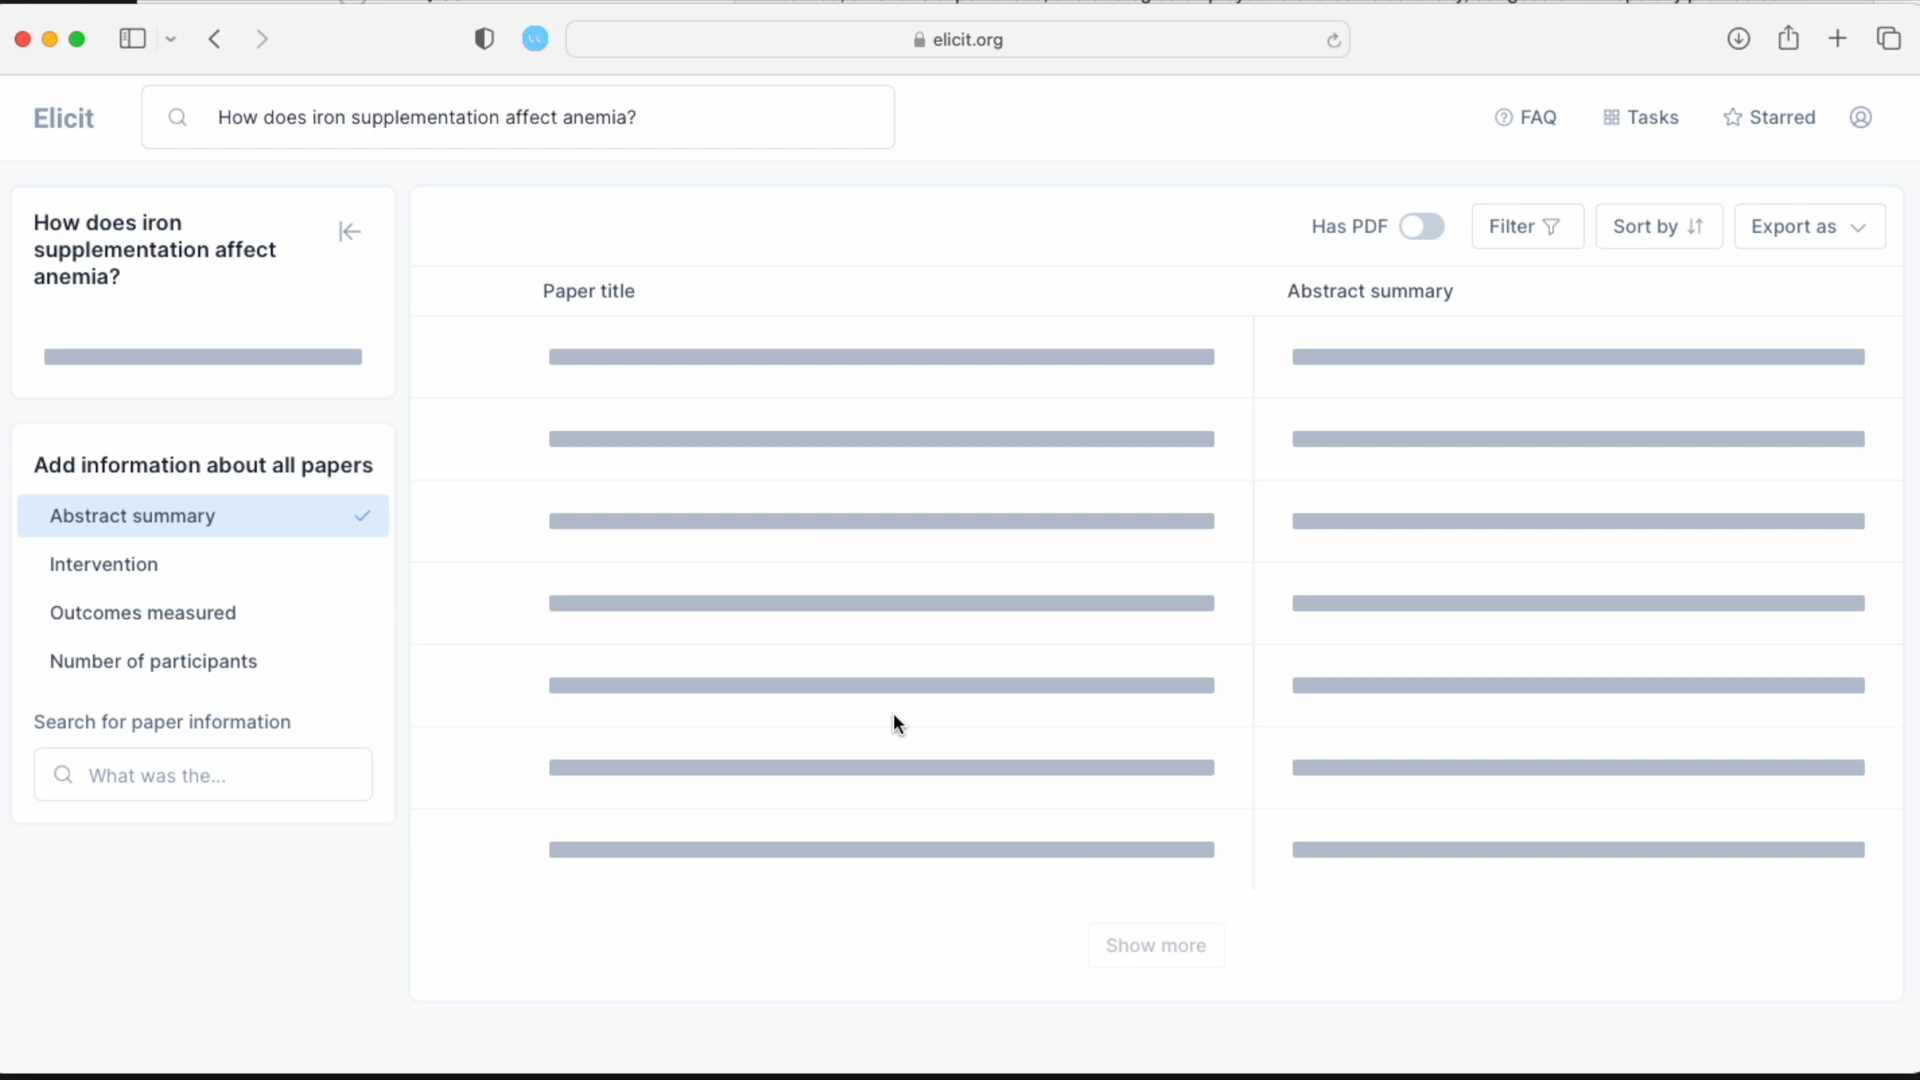 elicit.org
Elicit
How does iron supplementation affect anemia?
FAQ
Tasks
Starred
How does iron
supplementation affect
anemia?
Has PDF
Filter
Sort by
Export as
Paper title
Abstract summary
Add information about all papers
Abstract summary
Intervention
Outcomes measured
Number of participants
Search for paper information
What was the...
Show more